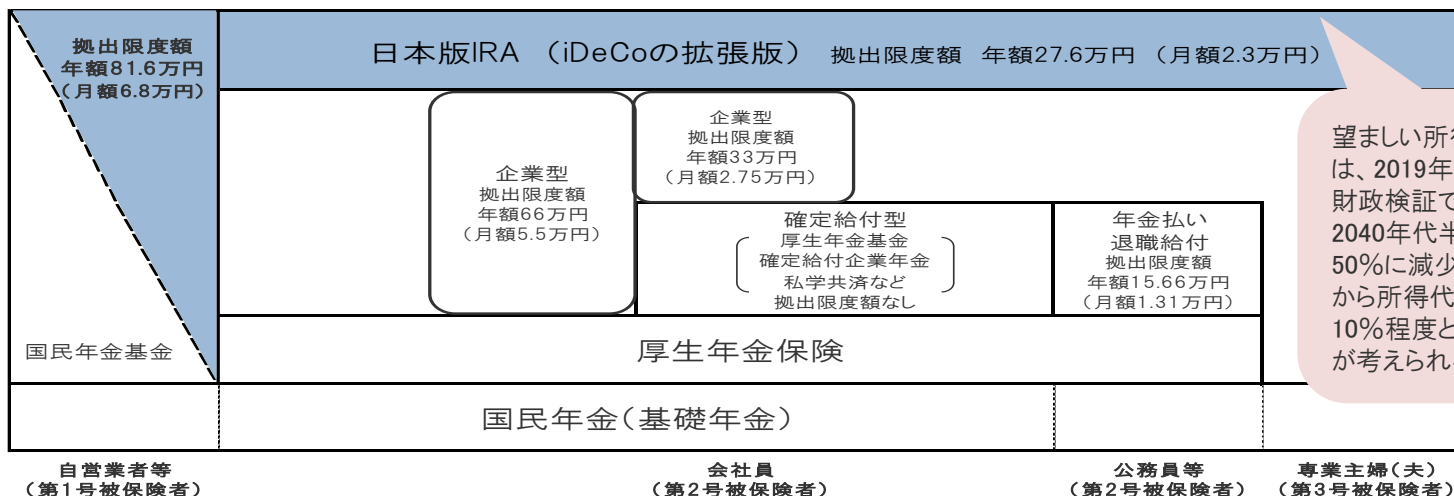 拠出限度額
年額81.6万円
(月額6.8万円)
日本版IRA (iDeCoの拡張版) 拠出限度額 年額27.6万円 (月額2.3万円)
企業型
拠出限度額
年額66万円
(月額5.5万円)
企業型
拠出限度額
年額33万円
(月額2.75万円)
確定給付型
厚生年金基金
確定給付企業年金
私学共済など
拠出限度額なし
年金払い
退職給付
拠出限度額
年額15.66万円
(月額1.31万円)
望ましい所
は、2019年
財政検証で
2040年代半
50%に減少
から所得代
10%程度と
が考えられ
国民年金基金
厚生年金保険
国民年金(基礎年金)
自営業者等
(第1号被保険者)
会社員
(第2号被保険者)
公務員等
(第2号被保険者)
専業主婦(夫)
(第3号被保険者)